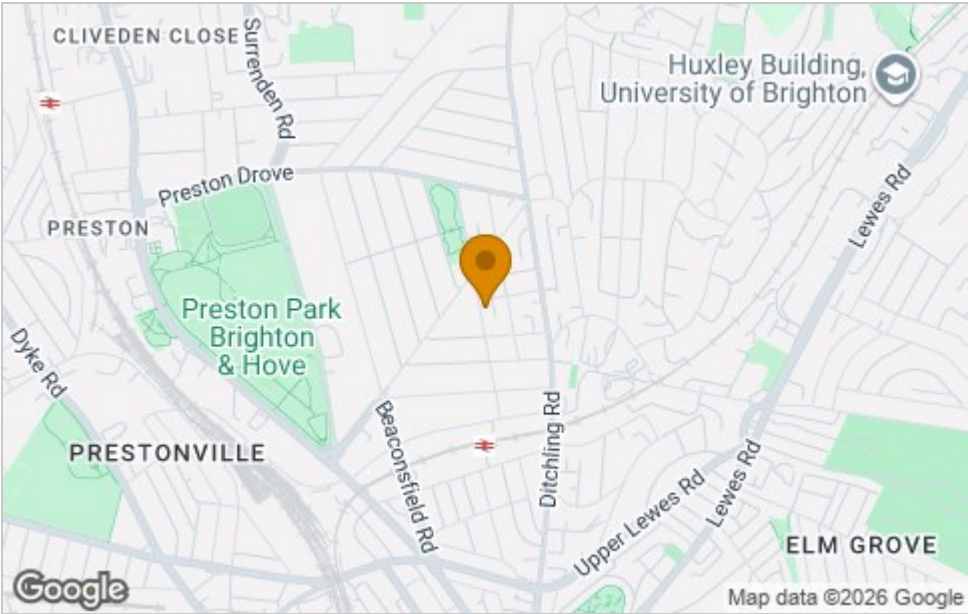 CLIVEDEN CLOSE
Surrenden Rd
Huxley Building,
University of Brighton
Preston Drove
Lewes Rd
PRESTON
Preston Park
Brighton
& Hove
Dyke Rd
Beaconsfield Rd
Ditchling Rd
PRESTONVILLE
Lewes Rd
Upper Lewes Rd
ELM GROVE
Google
Map data ©2026 Google